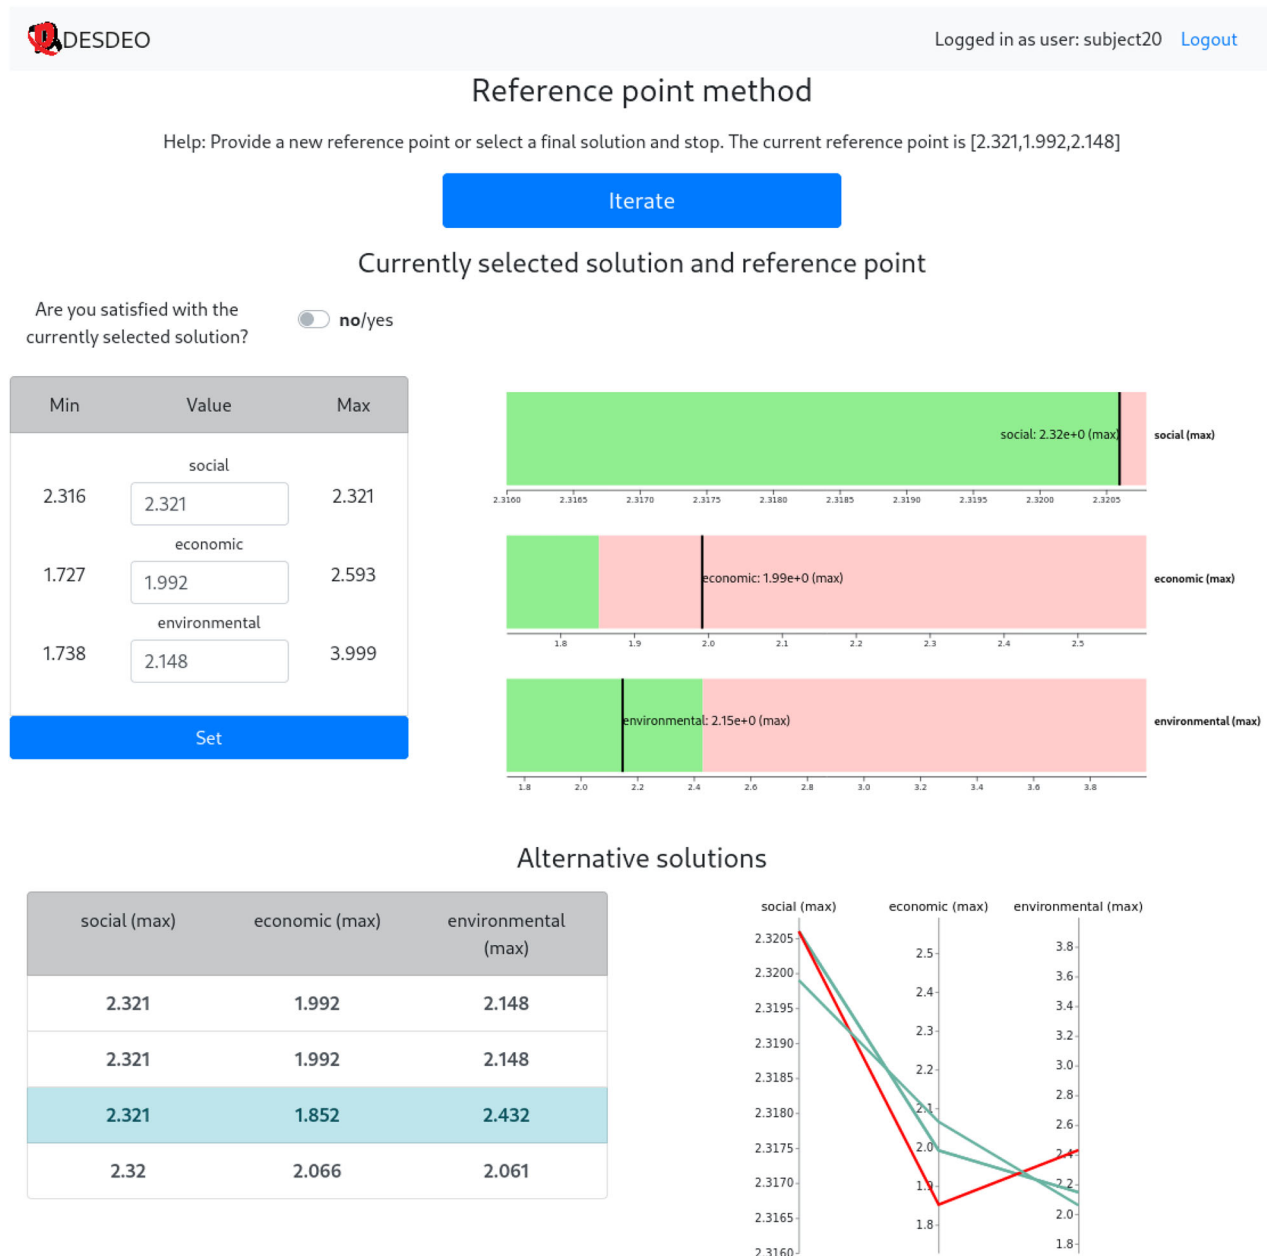 DESDEO
Logged in as user: subject20 Logout
Reference point method
Help: Provide a new reference point or select a final solution and stop. The current reference point is [2.321,1.992,2.148]
Iterate
Currently selected solution and reference point
Are you satisfied with the
currently selected solution?
no/yes
Min Value Max
social
2.316 2.321 2.321
economic
1.727 1.992 2.593
environmental
1.738 2.148 3.999
Set
social: 2.32e+0 (max)
social (max)
2.3160 2.3165 2.3170 2.3175 2.3180 2.3185 2.3190 2.3195 2.3200 2.3205
economic: 1.99e+0 (max)
economic (max)
1.8 1.9 2.0 2.1 2.2 2.3 2.4 2.5
environmental: 2.15e+0 (max)
environmental (max)
1.8 2.0 2.2 2.4 2.6 2.8 3.0 3.2 3.4 3.6 3.8
Alternative solutions
social (max) economic (max) environmental
(max)
2.321 1.992 2.148
2.321 1.992 2.148
2.321 1.852 2.432
2.32 2.066 2.061
social (max) economic (max) environmental (max)
2.3205
2.3200
2.3195
2.3190
2.3185
2.3180
2.3175
2.3170
2.3165
2.3160
2.5
2.4
2.3
2.2
2.1
2.0
1.9
1.8
3.8
3.6
3.4
3.2
3.0
2.8
2.6
2.4
2.2
2.0
1.8